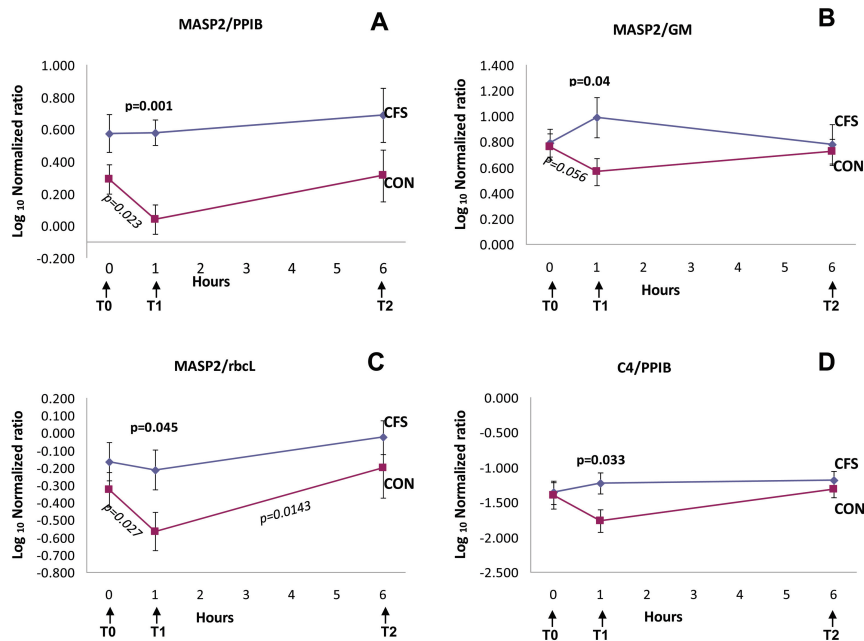 MASP2/PPIB
A
1.000
0.800
0.600
0.400
0.200
0.000
-0.200
Log 10 Normalized ratio
p=0.001
CFS
CON
p=0.023
0 1 2 3 4 5 6
Hours
T0 T1 T2
MASP2/GM
B
1.400
1.200
1.000
0.800
0.600
0.400
0.200
0.000
Log 10 Normalized ratio
p=0.04
CFS
CON
p=0.056
0 1 2 3 4 5 6
Hours
T0 T1 T2
MASP2/rbcL
C
0.200
0.100
0.000
-0.100
-0.200
-0.300
-0.400
-0.500
-0.600
-0.700
-0.800
Log 10 Normalized ratio
p=0.045
CFS
CON
p=0.027
p=0.0143
0 1 2 3 4 5 6
Hours
T0 T1 T2
C4/PPIB
D
0.000
-0.500
-1.000
-1.500
-2.000
-2.500
Log 10 Normalized ratio
p=0.033
CFS
CON
0 1 2 3 4 5 6
Hours
T0 T1 T2